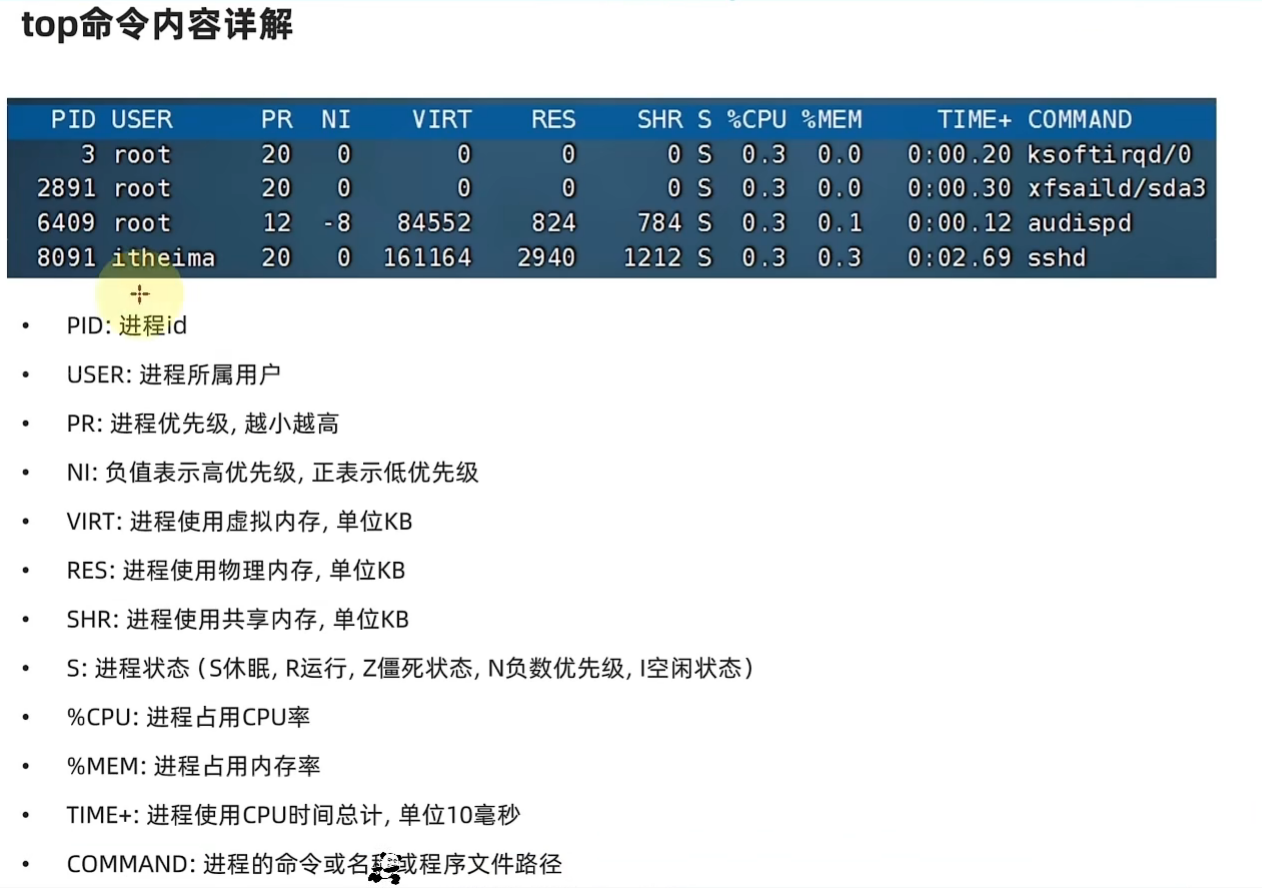 top命令内容详解
PID USER PR NI VIRT RES SHR S %CPU %MEM TIME+ COMMAND
3 root 20 0 0 0 0 S 0.3 0.0 0:00.20 ksoftirqd/0
2891 root 20 0 0 0 0 S 0.3 0.0 0:00.30 xfsaild/sda3
6409 root 12 -8 84552 824 784 S 0.3 0.1 0:00.12 audispd
8091 itheima 20 0 161164 2940 1212 S 0.3 0.3 0:02.69 sshd
• PID: 进程id
• USER: 进程所属用户
• PR: 进程优先级, 越小越高
• NI: 负值表示高优先级, 正表示低优先级
• VIRT: 进程使用虚拟内存, 单位KB
• RES: 进程使用物理内存, 单位KB
• SHR: 进程使用共享内存, 单位KB
• S: 进程状态 (S休眠, R运行, Z僵死状态, N负数优先级, I空闲状态)
• %CPU: 进程占用CPU率
• %MEM: 进程占用内存率
• TIME+: 进程使用CPU时间总计, 单位10毫秒
• COMMAND: 进程的命令或名或程序文件路径